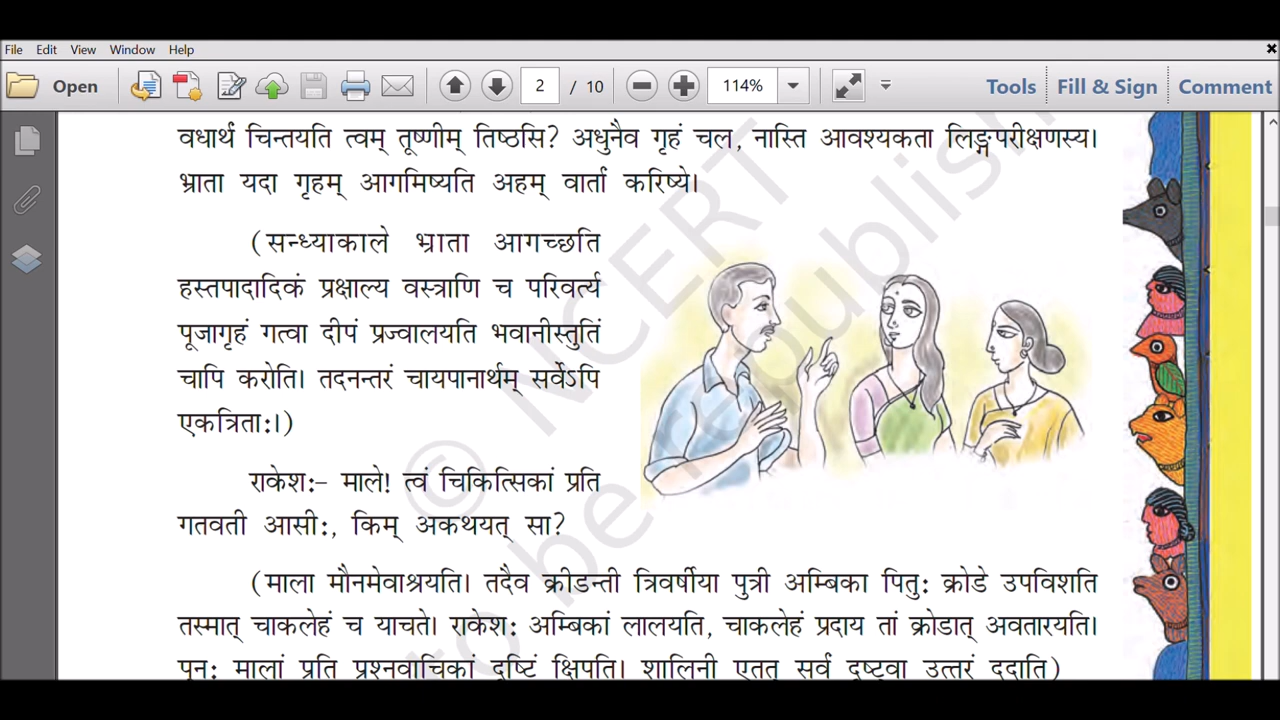 File Edit View Window Help
Open 2 / 10 114% Tools Fill & Sign Comment
वधार्थं चिन्तयति त्वम् तूष्णीम् तिष्ठसि? अधुनैव गृहं चल, नास्ति आवश्यकता लिङ्गपरीक्षणस्य।
भ्राता यदा गृहम् आगमिष्यति अहम् वार्तां करिष्ये।
(सन्ध्याकाले भ्राता आगच्छति
हस्तपादादिकं प्रक्षाल्य वस्त्राणि च परिवर्त्य
पूजागृहं गत्वा दीपं प्रज्वालयति भवानीस्तुतिं
चापि करोति। तदनन्तरं चायपानार्थम् सर्वेऽपि
एकत्रिताः।)
राकेशः– माले! त्वं चिकित्सिकां प्रति
गतवती आसीः, किम् अकथयत् सा?
(माला मौनमेवाश्रयति। तदैव क्रीडन्ती त्रिवर्षीया पुत्री अम्बिका पितुः क्रोडे उपविशति
तस्मात् चाकलेहं च याचते। राकेशः अम्बिकां लालयति, चाकलेहं प्रदाय तां क्रोडात् अवतारयति।
पुनः मालां प्रति प्रश्नवाचिकां दृष्टिं क्षिपति। शालिनी एतत् सर्वं दृष्ट्वा उत्तरं ददाति)
© NCERT
to be republish